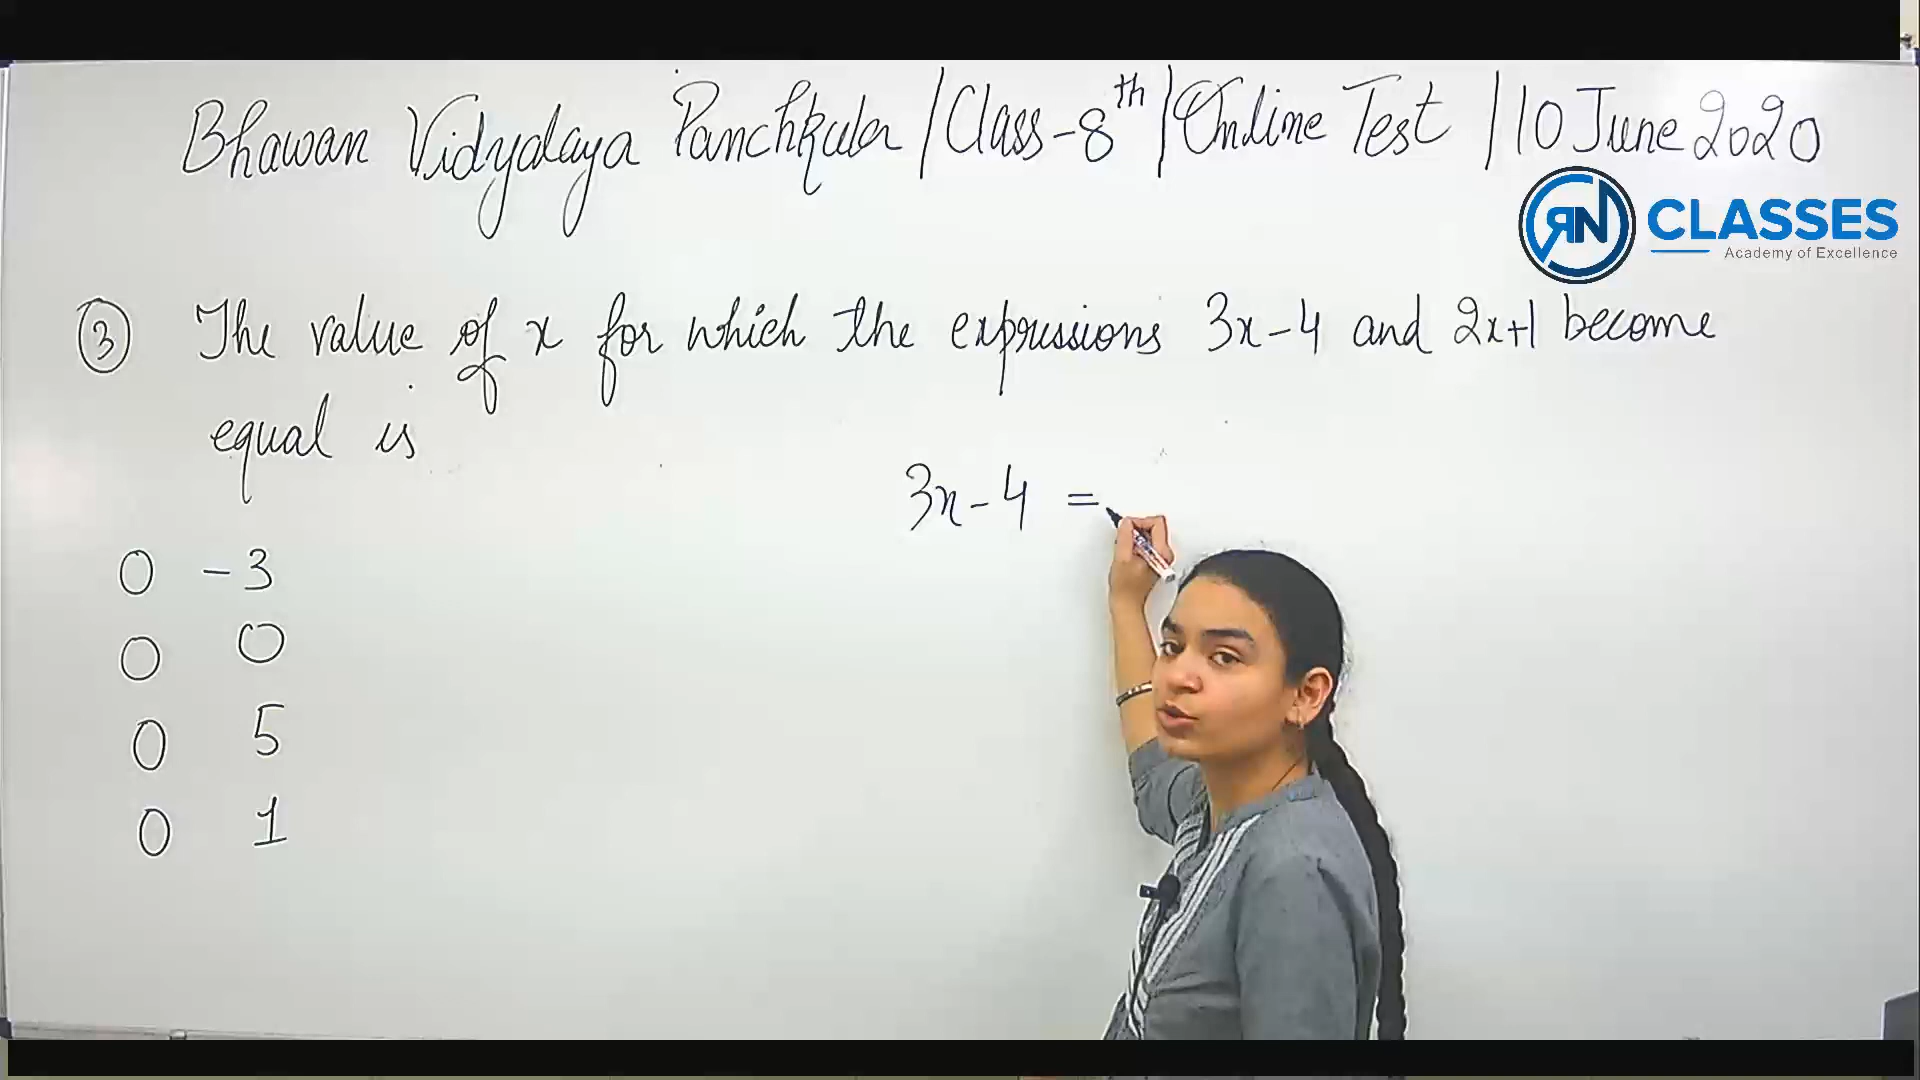 Bhawan Vidyalaya Panchkula / Class-8th / Online Test / 10 June 2020
RN CLASSES
Academy of Excellence
3 The value of x for which the expressions 3x-4 and 2x+1 become
equal is
3x-4 =
O -3
O 0
O 5
O 1